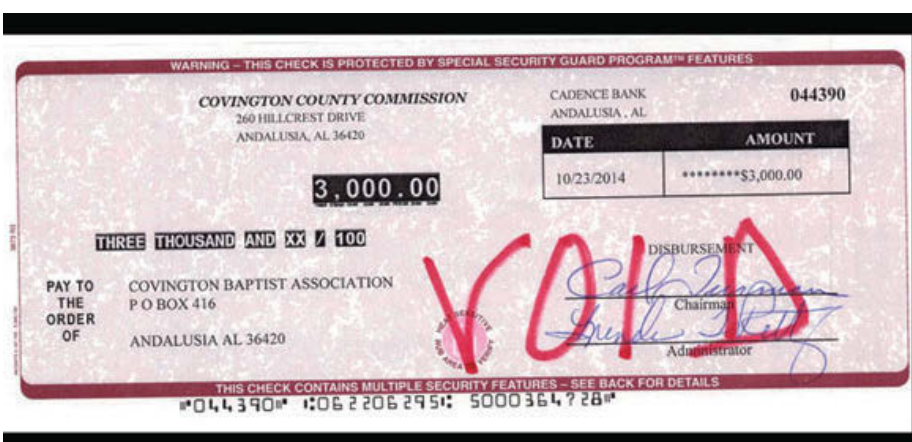 WARNING – THIS CHECK IS PROTECTED BY SPECIAL SECURITY GUARD PROGRAM™ FEATURES
COVINGTON COUNTY COMMISSION
260 HILLCREST DRIVE
ANDALUSIA, AL 36420
CADENCE BANK
ANDALUSIA , AL
044390
DATE AMOUNT
10/23/2014 ********$3,000.00
3,000.00
THREE THOUSAND AND XX / 100
PAY TO
THE
ORDER
OF
COVINGTON BAPTIST ASSOCIATION
P O BOX 416
ANDALUSIA AL 36420
VOID
DISBURSEMENT
Chairman
Administrator
THIS CHECK CONTAINS MULTIPLE SECURITY FEATURES – SEE BACK FOR DETAILS
⑈044390⑈ ⑆062206295⑆ 5000364728⑈